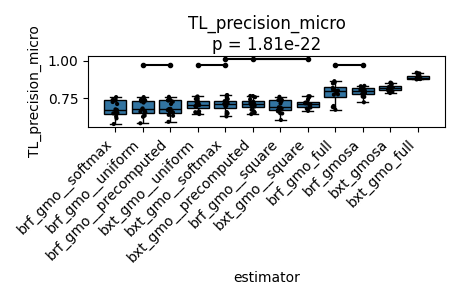 TL_precision_micro
p = 1.81e-22
TL_precision_micro
1.00
0.75
brf_gmo__softmax
brf_gmo__uniform
brf_gmo__precomputed
bxt_gmo__uniform
bxt_gmo__softmax
bxt_gmo__precomputed
brf_gmo__square
bxt_gmo__square
brf_gmo_full
brf_gmosa
bxt_gmosa
bxt_gmo_full
estimator